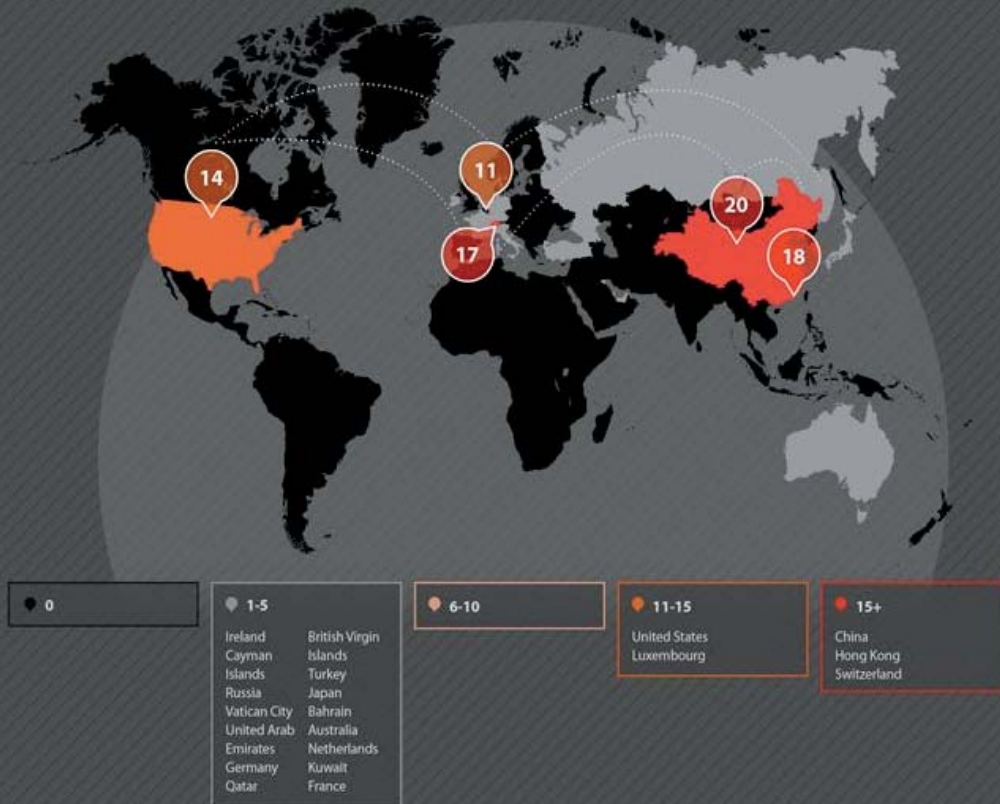 14
11
17
20
18
0
1-5
Ireland
Cayman
Islands
Russia
Vatican City
United Arab
Emirates
Germany
Qatar
British Virgin
Islands
Turkey
Japan
Bahrain
Australia
Netherlands
Kuwait
France
6-10
11-15
United States
Luxembourg
15+
China
Hong Kong
Switzerland